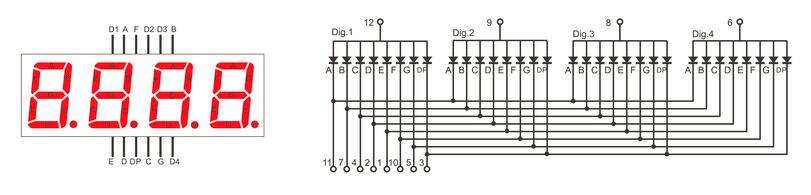 D1 A F D2 D3 B
E D DP C G D4
12 9 8 6
Dig.1 Dig.2 Dig.3 Dig.4
A B C D E F G DP A B C D E F G DP A B C D E F G DP A B C D E F G DP
11 7 4 2 1 10 5 3